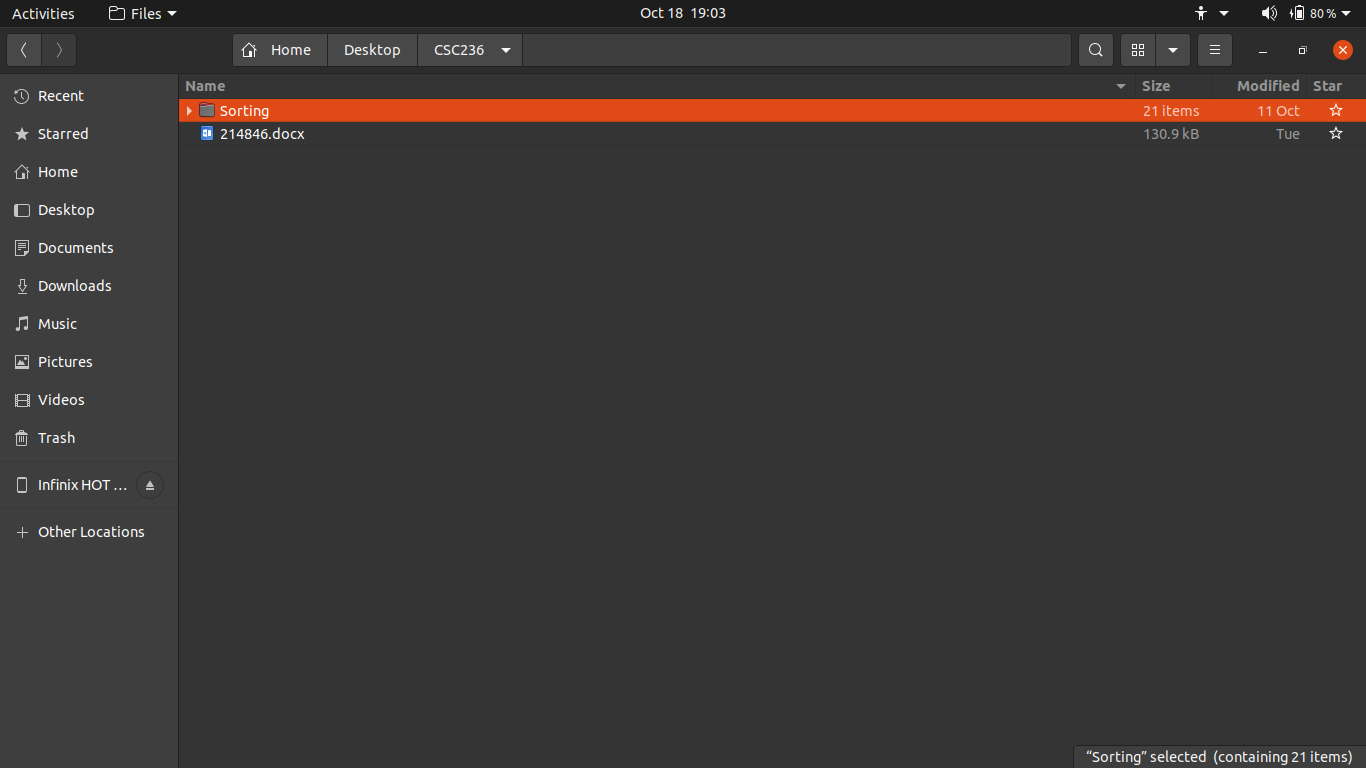 Activities Files Oct 18 19:03 80 %
Home Desktop CSC236
Name Size Modified Star
Sorting 21 items 11 Oct
214846.docx 130.9 kB Tue
Recent
Starred
Home
Desktop
Documents
Downloads
Music
Pictures
Videos
Trash
Infinix HOT …
Other Locations
“Sorting” selected (containing 21 items)